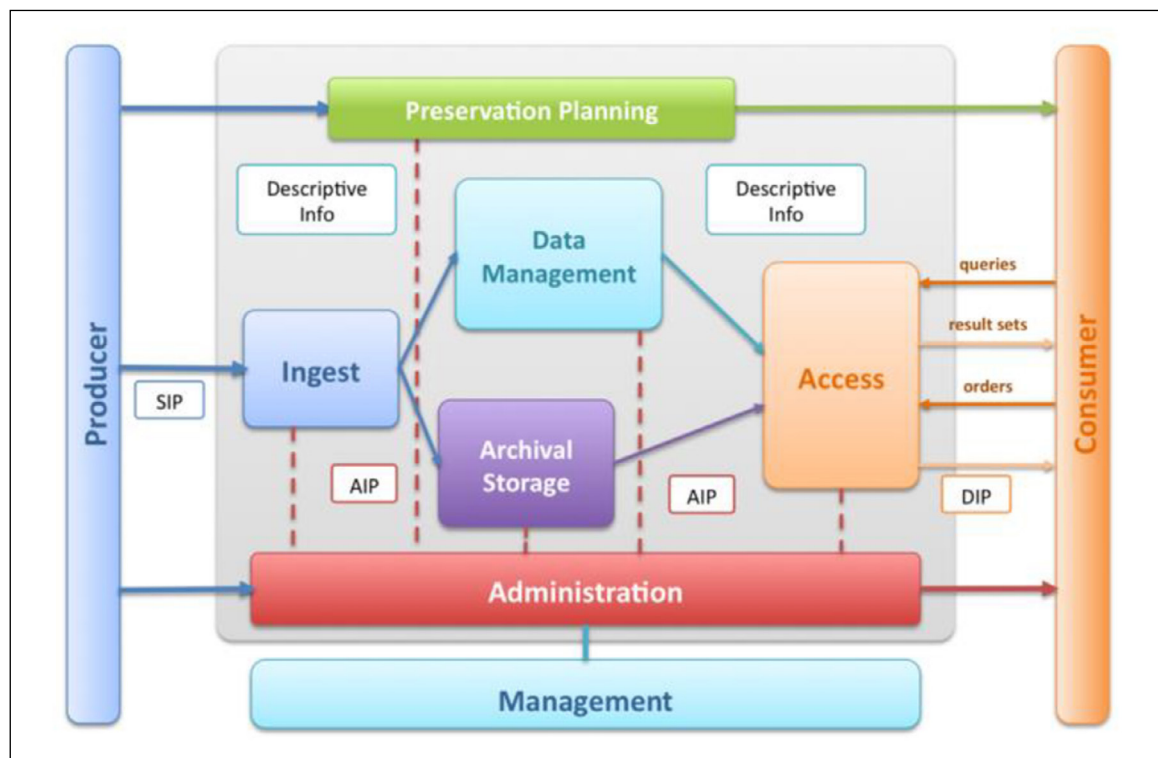 Preservation Planning
Descriptive
Info
Descriptive
Info
Data
Management
queries
Producer
Ingest
SIP
Access
result sets
orders
Consumer
Archival
Storage
AIP
AIP
DIP
Administration
Management